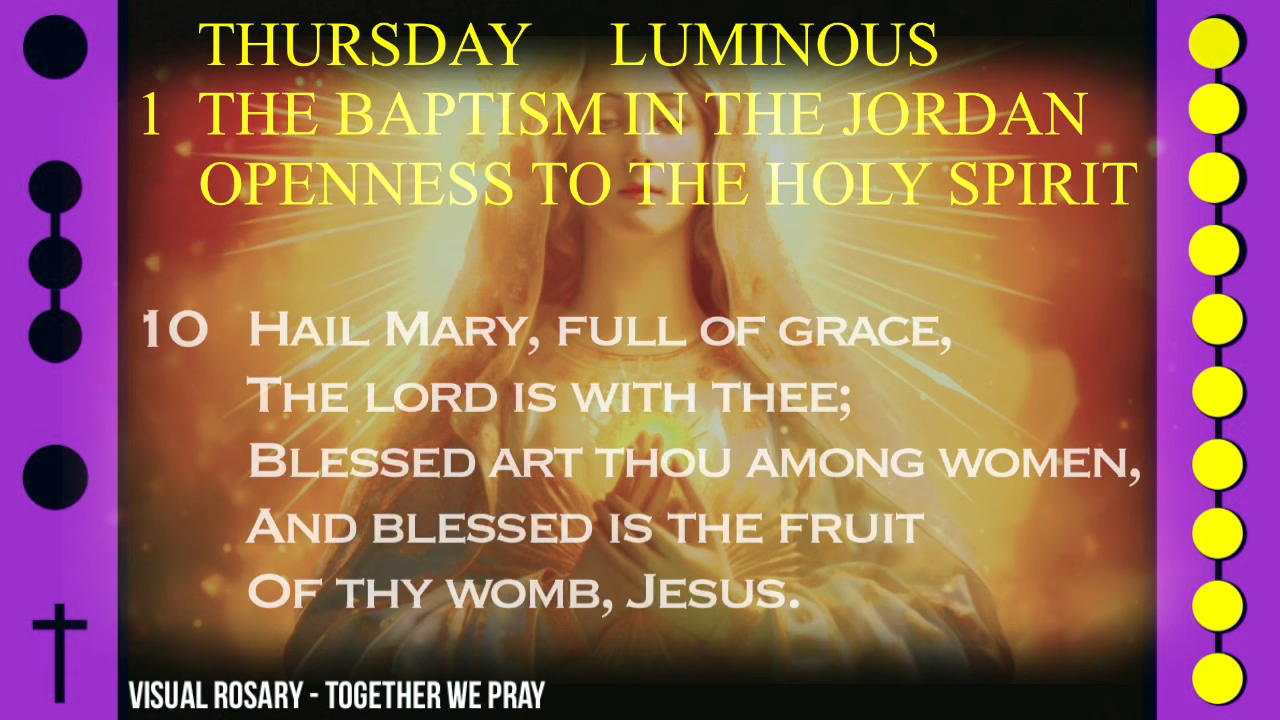 THURSDAY LUMINOUS
1 THE BAPTISM IN THE JORDAN
OPENNESS TO THE HOLY SPIRIT
10 HAIL MARY, FULL OF GRACE,
THE LORD IS WITH THEE;
BLESSED ART THOU AMONG WOMEN,
AND BLESSED IS THE FRUIT
OF THY WOMB, JESUS.
VISUAL ROSARY - TOGETHER WE PRAY